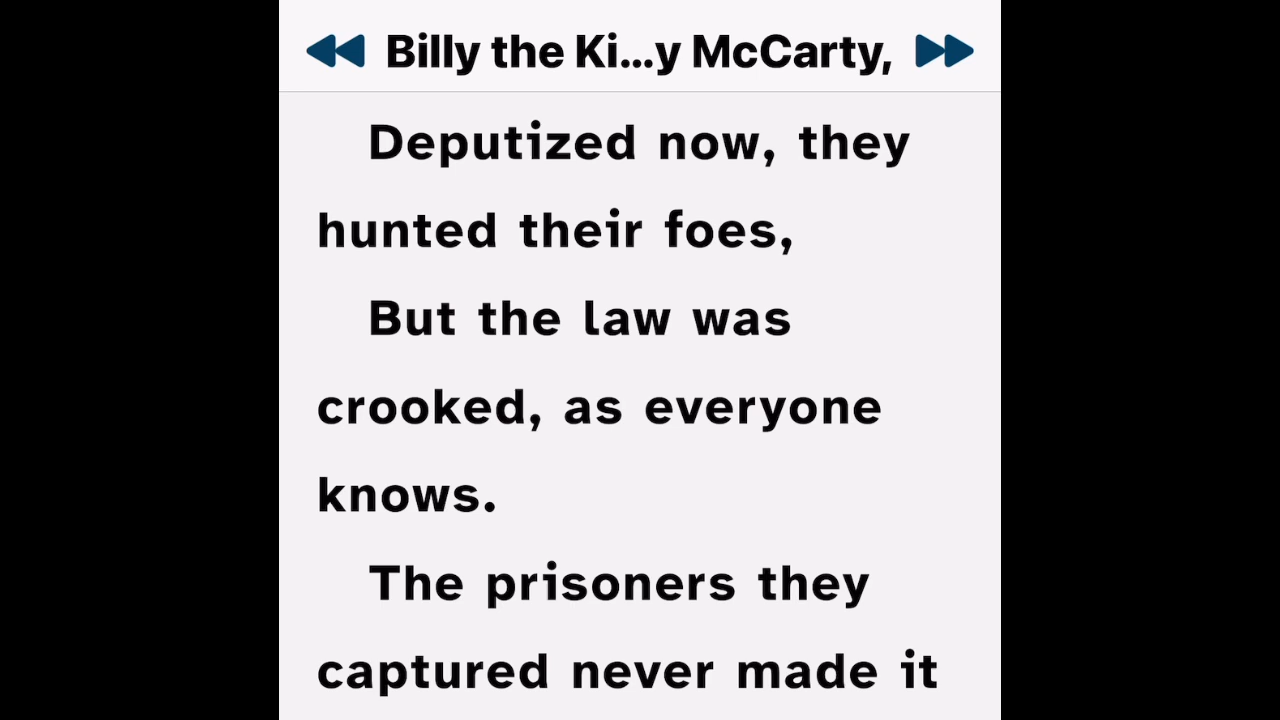 Billy the Ki...y McCarty,
Deputized now, they
hunted their foes,
But the law was
crooked, as everyone
knows.
The prisoners they
captured never made it